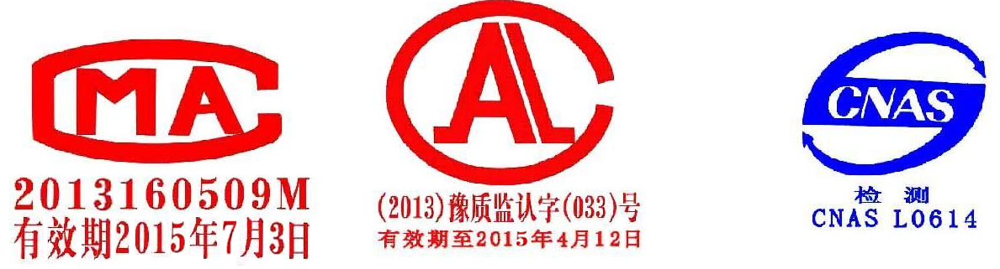 CMA
2013160509M
有效期2015年7月3日
CAL
(2013)豫质监认字(033)号
有效期至2015年4月12日
CNAS
检 测
CNAS L0614